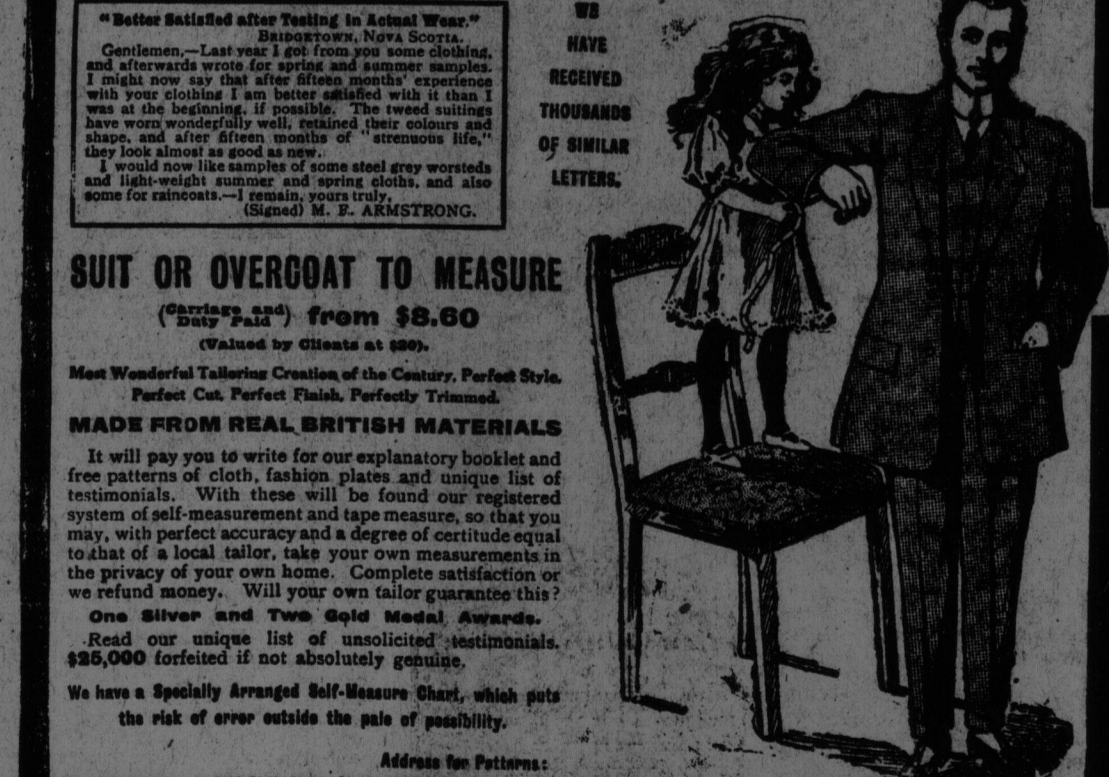 "Better Satisfied after Testing in Actual Wear."
BRIDGETOWN, NOVA SCOTIA.
Gentlemen,—Last year I got from you some clothing,
and afterwards wrote for spring and summer samples.
I might now say that after fifteen months' experience
with your clothing I am better satisfied with it than I
was at the beginning, if possible. The tweed suitings
have worn wonderfully well, retained their colours and
shape, and after fifteen months of "strenuous life,"
they look almost as good as new.
I would now like samples of some steel grey worsteds
and light-weight summer and spring cloths, and also
some for raincoats.—I remain, yours truly,
(Signed) M. E. ARMSTRONG.
WE
HAVE
RECEIVED
THOUSANDS
OF SIMILAR
LETTERS.
SUIT OR OVERCOAT TO MEASURE
(Carriage and
Duty Paid) from $8.60
(Valued by Clients at $20).
Most Wonderful Tailoring Creation of the Century, Perfect Style,
Perfect Cut, Perfect Finish, Perfectly Trimmed.
MADE FROM REAL BRITISH MATERIALS
It will pay you to write for our explanatory booklet and
free patterns of cloth, fashion plates and unique list of
testimonials. With these will be found our registered
system of self-measurement and tape measure, so that you
may, with perfect accuracy and a degree of certitude equal
to that of a local tailor, take your own measurements in
the privacy of your own home. Complete satisfaction or
we refund money. Will your own tailor guarantee this?
One Silver and Two Gold Medal Awards.
Read our unique list of unsolicited testimonials.
$25,000 forfeited if not absolutely genuine.
We have a Specially Arranged Self-Measure Chart, which puts
the risk of error outside the pale of possibility.
Address for Patterns: